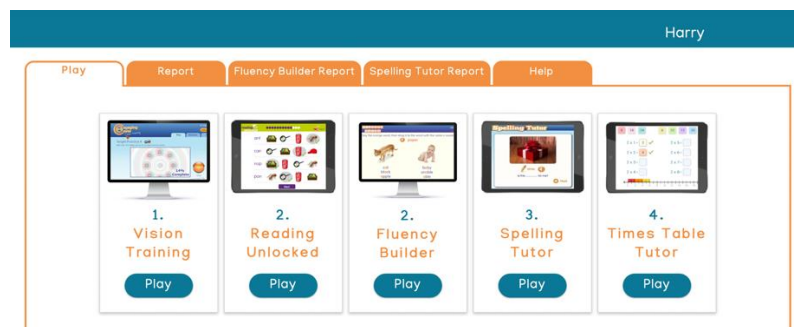 Harry
Play
Report
Fluency Builder Report
Spelling Tutor Report
Help
Spelling Tutor
1.
Vision
Training
Play
2.
Reading
Unlocked
Play
2.
Fluency
Builder
Play
3.
Spelling
Tutor
Play
4.
Times Table
Tutor
Play